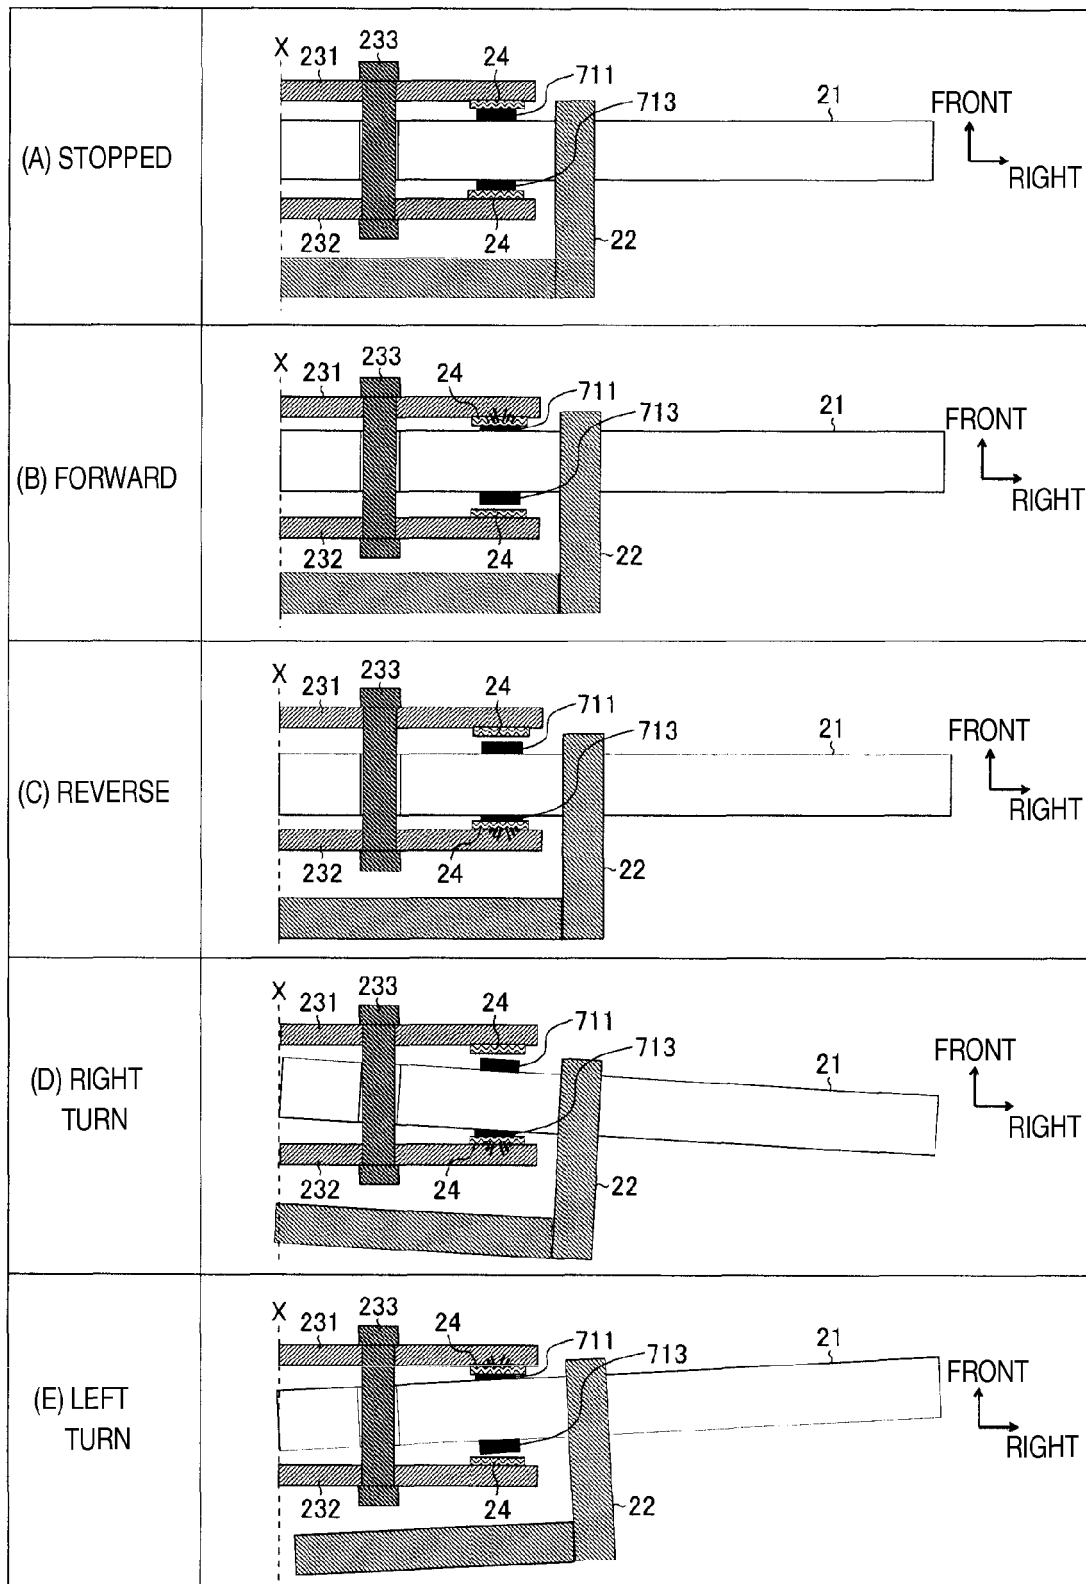 (A) STOPPED
X
233
231
24
711
713
21
FRONT
RIGHT
232
24
22
(B) FORWARD
X
233
231
24
711
713
21
FRONT
RIGHT
232
24
22
(C) REVERSE
X
233
231
24
711
713
21
FRONT
RIGHT
232
24
22
(D) RIGHT
TURN
X
233
231
24
711
713
21
FRONT
RIGHT
232
24
22
(E) LEFT
TURN
X
233
231
24
711
713
21
FRONT
RIGHT
232
24
22